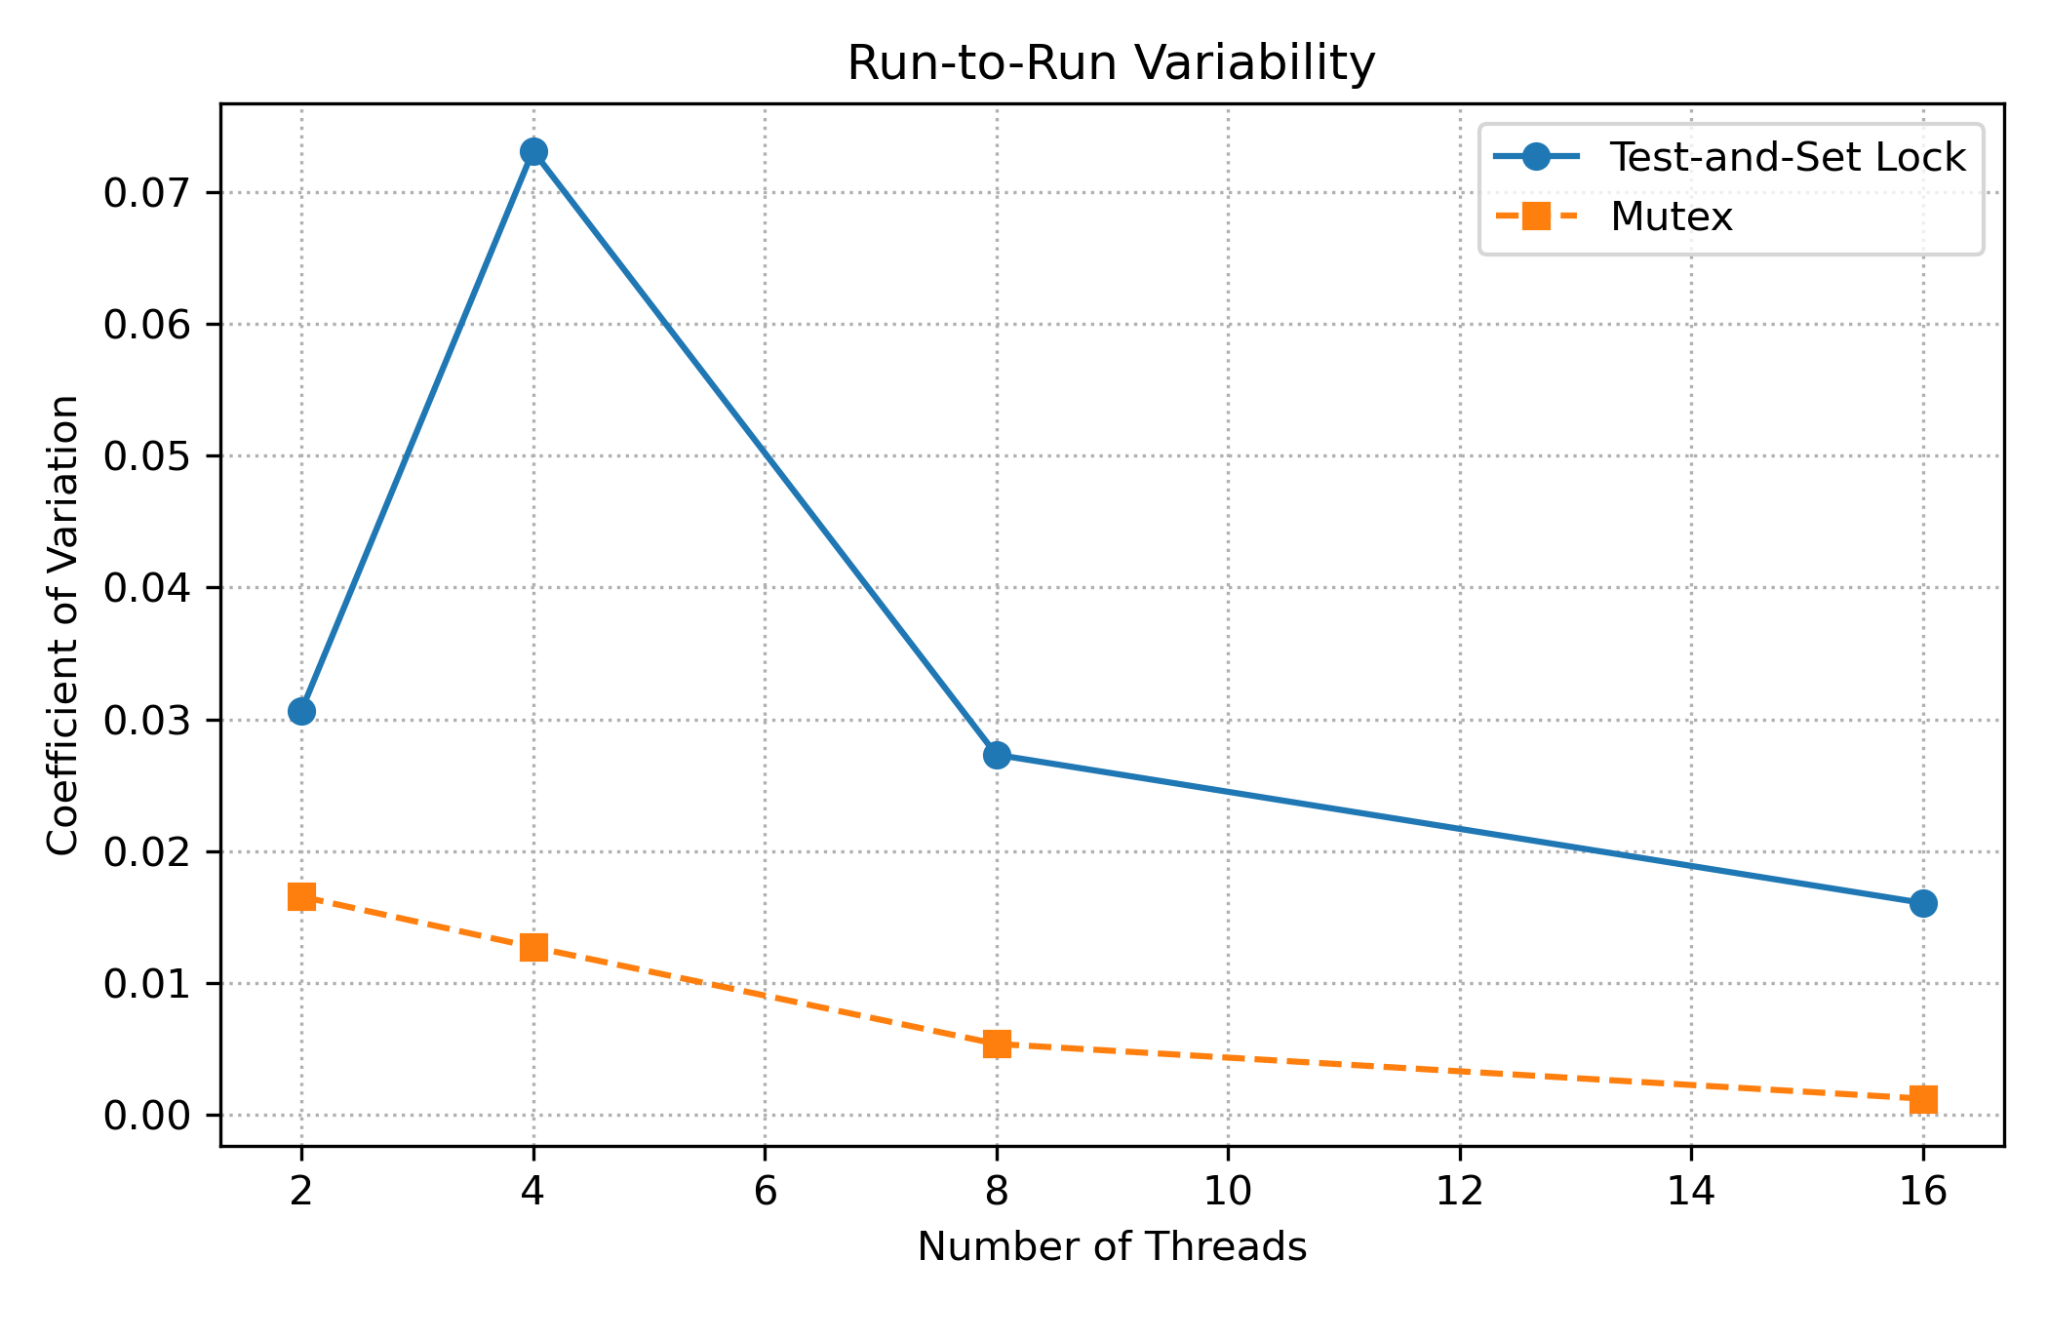 Run-to-Run Variability
Test-and-Set Lock
Mutex
Coefficient of Variation
0.07
0.06
0.05
0.04
0.03
0.02
0.01
0.00
2 4 6 8 10 12 14 16
Number of Threads